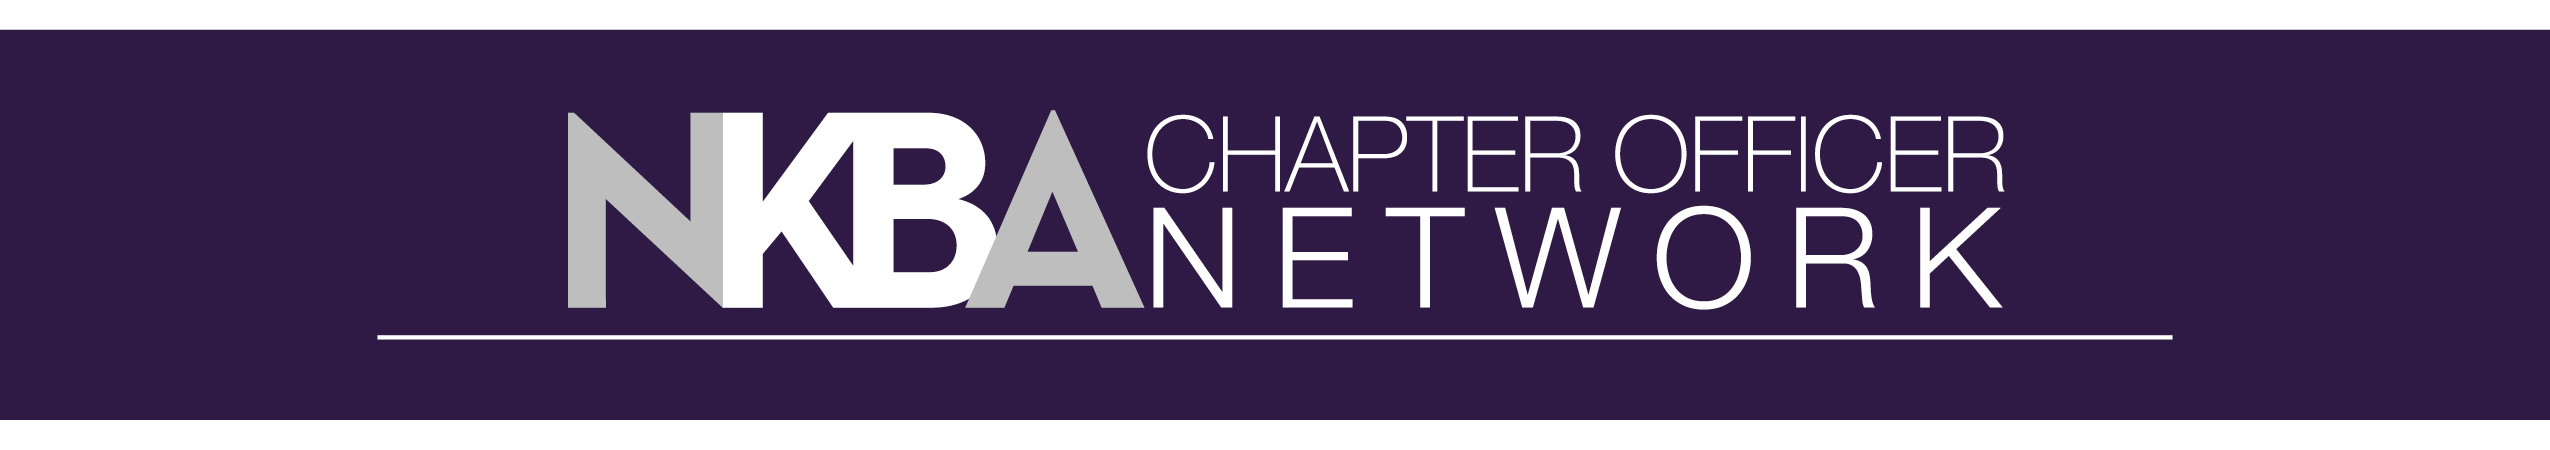 NKBA CHAPTER OFFICER
NETWORK